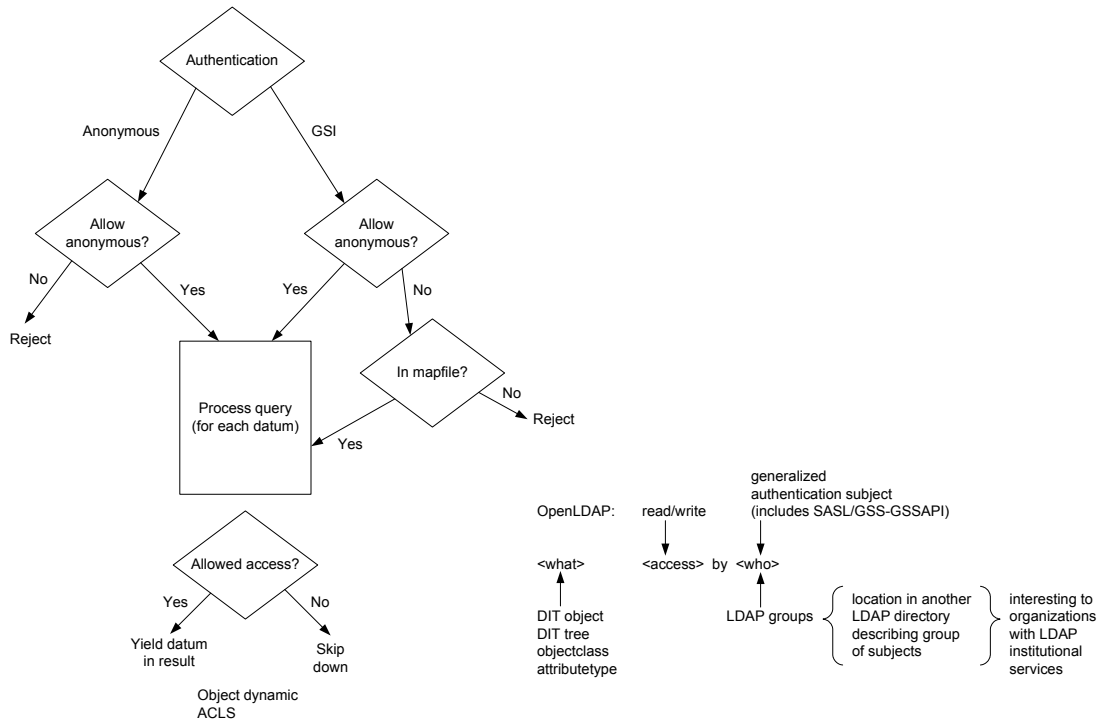 Authentication
Anonymous
GSI
Allow
anonymous?
Allow
anonymous?
No
Yes
Yes
No
Reject
In mapfile?
No
Reject
Process query
(for each datum)
Yes
Allowed access?
Yes
No
Yield datum
in result
Skip
down
Object dynamic
ACLS
generalized
authentication subject
(includes SASL/GSS-GSSAPI)
OpenLDAP: read/write
<what> <access> by <who>
DIT object
DIT tree
objectclass
attributetype
LDAP groups
location in another
LDAP directory
describing group
of subjects
interesting to
organizations
with LDAP
institutional
services